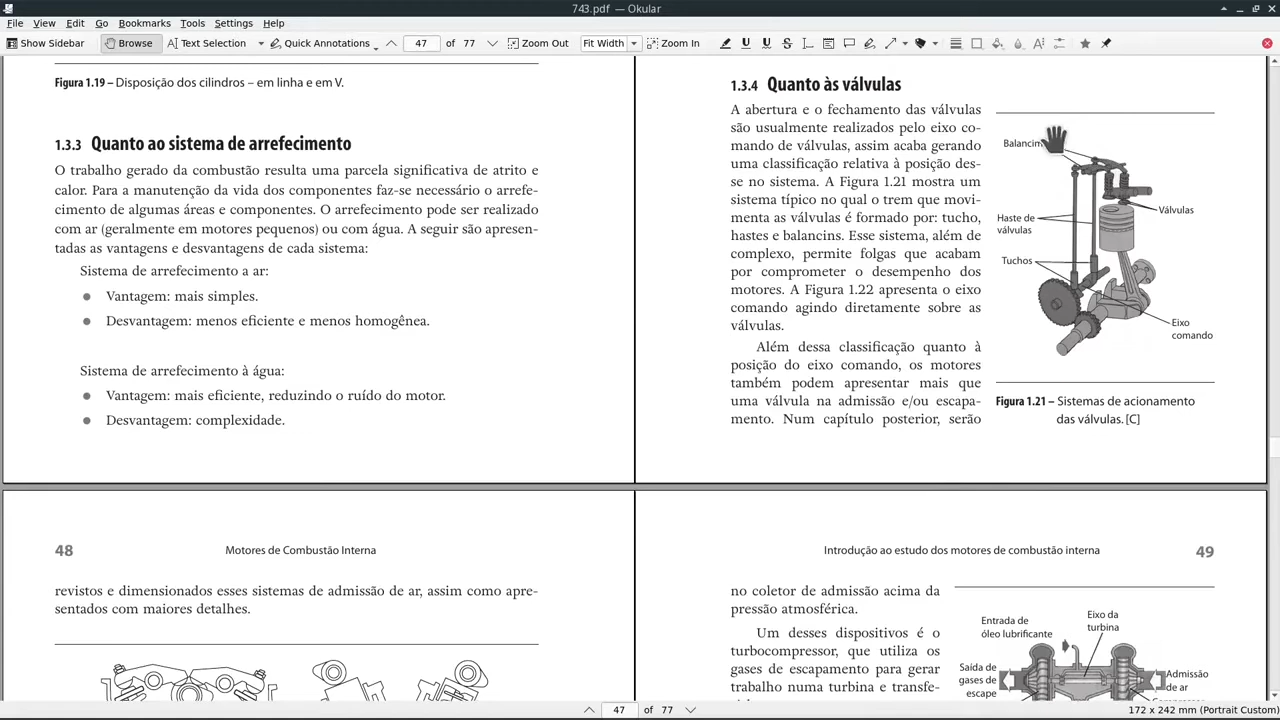 743.pdf — Okular
File View Edit Go Bookmarks Tools Settings Help
Show Sidebar Browse Text Selection Quick Annotations 47 of 77 Zoom Out Fit Width Zoom In
Figura 1.19 – Disposição dos cilindros – em linha e em V.
1.3.3 Quanto ao sistema de arrefecimento
O trabalho gerado da combustão resulta uma parcela significativa de atrito e
calor. Para a manutenção da vida dos componentes faz-se necessário o arrefe-
cimento de algumas áreas e componentes. O arrefecimento pode ser realizado
com ar (geralmente em motores pequenos) ou com água. A seguir são apresen-
tadas as vantagens e desvantagens de cada sistema:
Sistema de arrefecimento a ar:
● Vantagem: mais simples.
● Desvantagem: menos eficiente e menos homogênea.
Sistema de arrefecimento à água:
● Vantagem: mais eficiente, reduzindo o ruído do motor.
● Desvantagem: complexidade.
1.3.4 Quanto às válvulas
A abertura e o fechamento das válvulas
são usualmente realizados pelo eixo co-
mando de válvulas, assim acaba gerando
uma classificação relativa à posição des-
se no sistema. A Figura 1.21 mostra um
sistema típico no qual o trem que movi-
menta as válvulas é formado por: tucho,
hastes e balancins. Esse sistema, além de
complexo, permite folgas que acabam
por comprometer o desempenho dos
motores. A Figura 1.22 apresenta o eixo
comando agindo diretamente sobre as
válvulas.
Além dessa classificação quanto à
posição do eixo comando, os motores
também podem apresentar mais que
uma válvula na admissão e/ou escapa-
mento. Num capítulo posterior, serão
Balancim
Válvulas
Haste de
válvulas
Tuchos
Eixo
comando
Figura 1.21 – Sistemas de acionamento
das válvulas. [C]
48 Motores de Combustão Interna
revistos e dimensionados esses sistemas de admissão de ar, assim como apre-
sentados com maiores detalhes.
Introdução ao estudo dos motores de combustão interna 49
no coletor de admissão acima da
pressão atmosférica.
Um desses dispositivos é o
turbocompressor, que utiliza os
gases de escapamento para gerar
trabalho numa turbina e transfe-
Entrada de
óleo lubrificante
Eixo da
turbina
Saída de
gases de
escape
Admissão
de ar
47 of 77
172 x 242 mm (Portrait Custom)